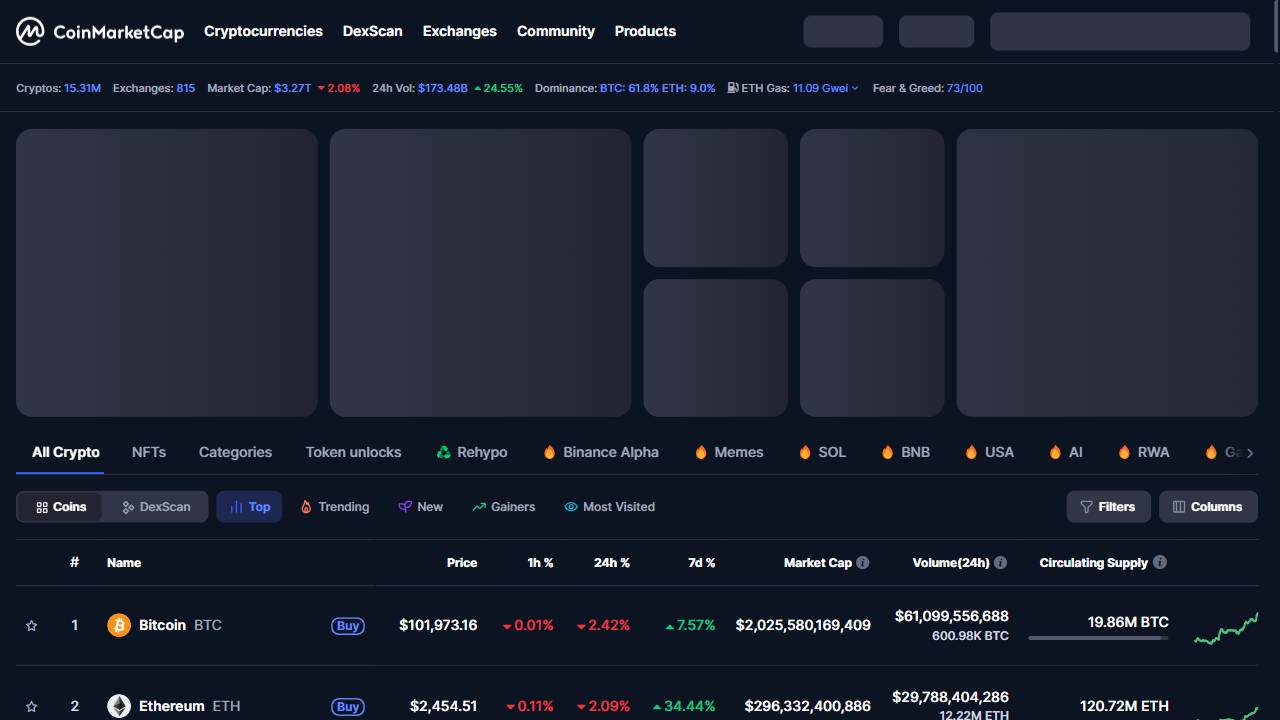 CoinMarketCap Cryptocurrencies DexScan Exchanges Community Products
Cryptos: 15.31M Exchanges: 815 Market Cap: $3.27T 2.08% 24h Vol: $173.48B 24.55% Dominance: BTC: 61.8% ETH: 9.0% ETH Gas: 11.09 Gwei Fear & Greed: 73/100
All Crypto NFTs Categories Token unlocks Rehypo Binance Alpha Memes SOL BNB USA AI RWA
Coins DexScan Top Trending New Gainers Most Visited Filters Columns
# Name Price 1h % 24h % 7d % Market Cap Volume(24h) Circulating Supply
1 Bitcoin BTC Buy $101,973.16 0.01% 2.42% 7.57% $2,025,580,169,409 $61,099,556,688 19.86M BTC
600.98K BTC
2 Ethereum ETH Buy $2,454.51 0.11% 2.09% 34.44% $296,332,400,886 $29,788,404,286 120.72M ETH
12.22M ETH